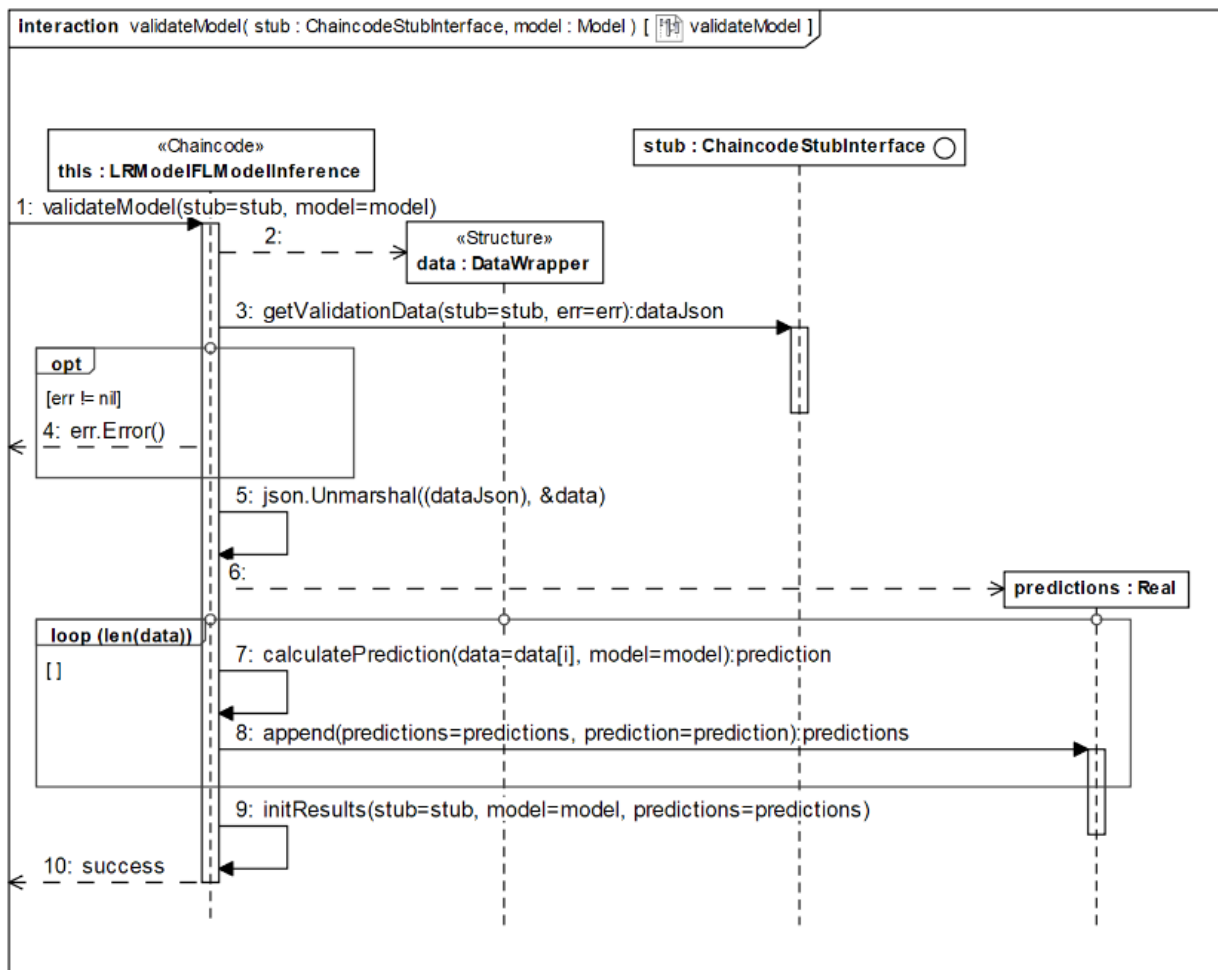 interaction validateModel( stub : ChaincodeStubInterface, model : Model ) [ validateModel ]
«Chaincode»
this : LRModelFLModelInference
stub : ChaincodeStubInterface
1: validateModel(stub=stub, model=model)
2:
«Structure»
data : DataWrapper
3: getValidationData(stub=stub, err=err):dataJson
opt
[err != nil]
4: err.Error()
5: json.Unmarshal((dataJson), &data)
6:
predictions : Real
loop (len(data))
7: calculatePrediction(data=data[i], model=model):prediction
[ ]
8: append(predictions=predictions, prediction=prediction):predictions
9: initResults(stub=stub, model=model, predictions=predictions)
10: success